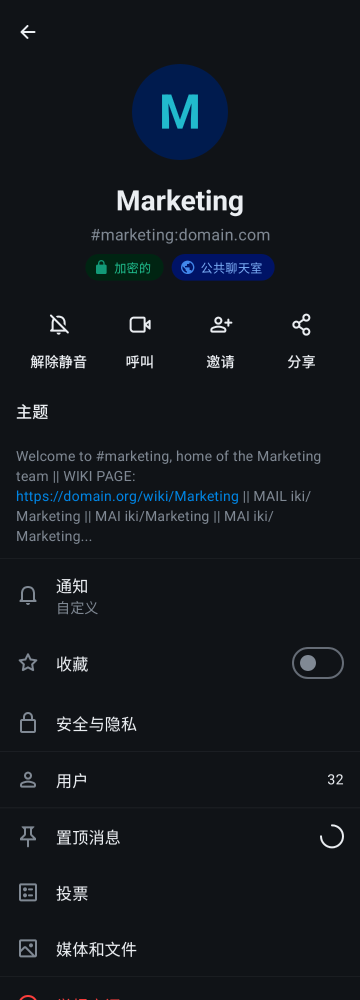 M
Marketing
#marketing:domain.com
加密的 公共聊天室
解除静音 呼叫 邀请 分享
主题
Welcome to #marketing, home of the Marketing
team || WIKI PAGE:
https://domain.org/wiki/Marketing || MAIL iki/
Marketing || MAI iki/Marketing || MAI iki/
Marketing...
通知
自定义
收藏
安全与隐私
用户 32
置顶消息
投票
媒体和文件